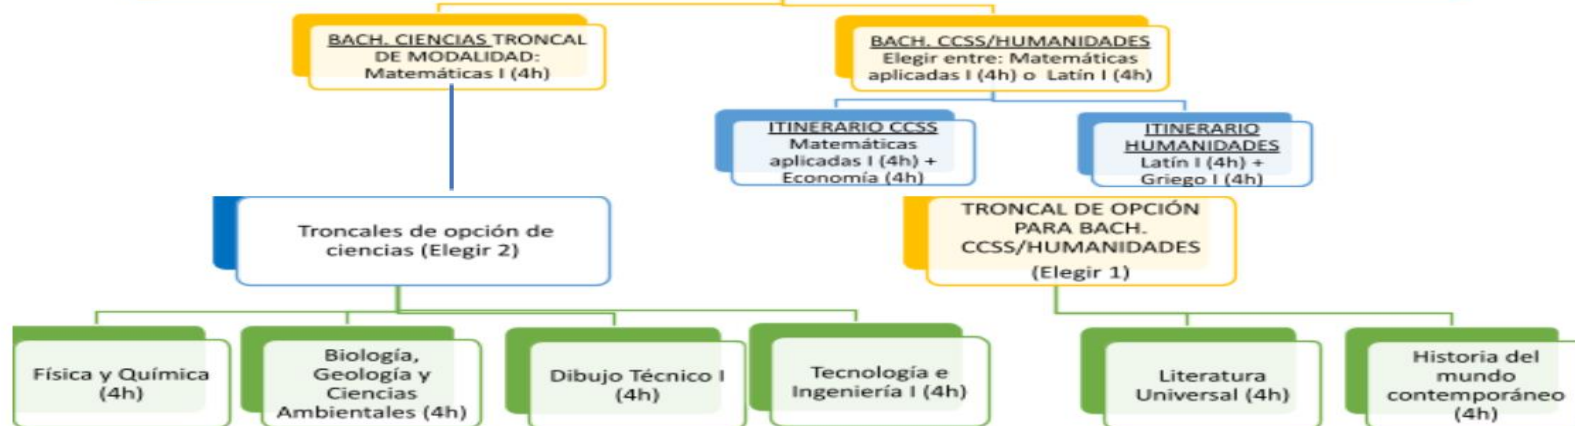 BACH. CIENCIAS TRONCAL
DE MODALIDAD:
Matemáticas I (4h)
BACH. CCSS/HUMANIDADES
Elegir entre: Matemáticas
aplicadas I (4h) o Latín I (4h)
ITINERARIO CCSS
Matemáticas
aplicadas I (4h) +
Economía (4h)
ITINERARIO
HUMANIDADES
Latín I (4h) +
Griego I (4h)
Troncales de opción de
ciencias (Elegir 2)
TRONCAL DE OPCIÓN
PARA BACH.
CCSS/HUMANIDADES
(Elegir 1)
Física y Química
(4h)
Biología,
Geología y
Ciencias
Ambientales (4h)
Dibujo Técnico I
(4h)
Tecnología e
Ingeniería I (4h)
Literatura
Universal (4h)
Historia del
mundo
contemporáneo
(4h)